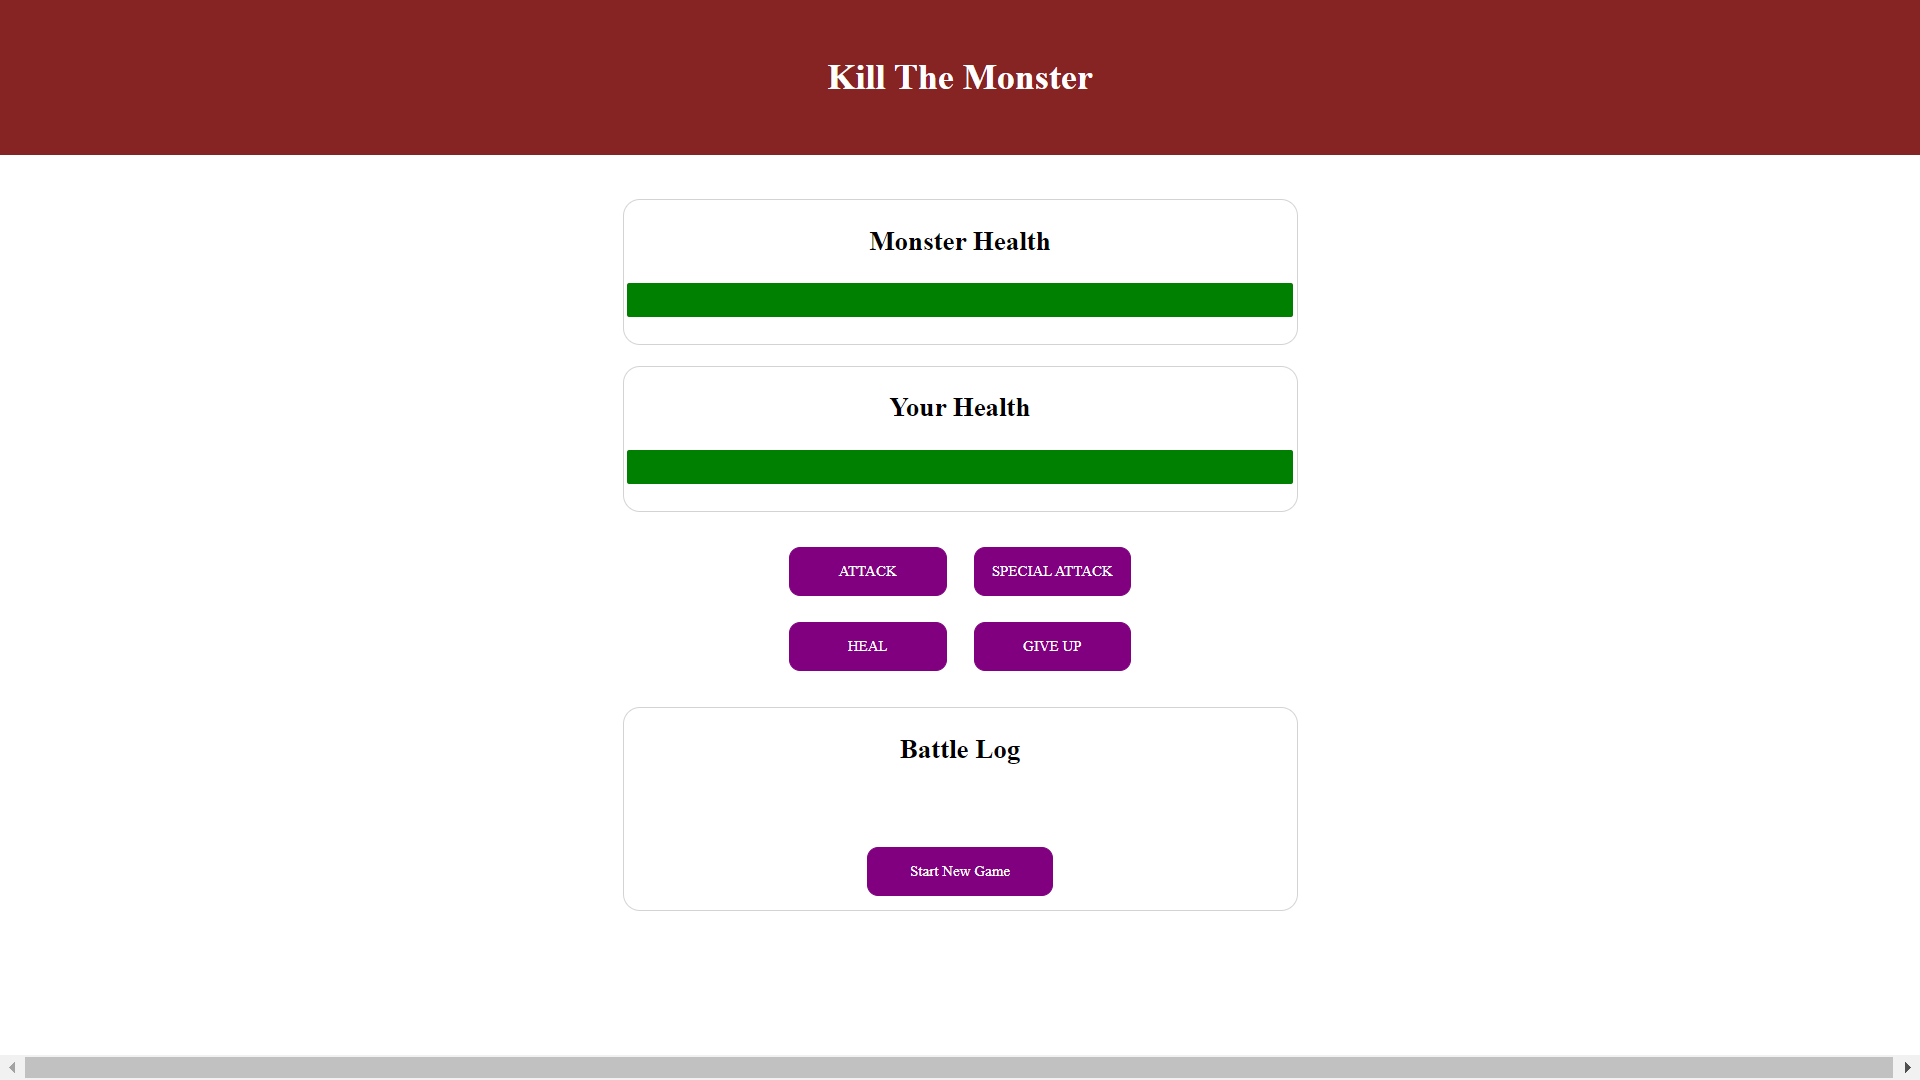 Kill The Monster
Monster Health
Your Health
ATTACK
SPECIAL ATTACK
HEAL
GIVE UP
Battle Log
Start New Game